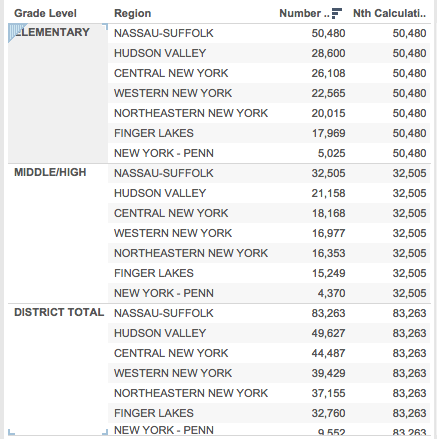 Grade Level Region Number .. Nth Calculati..
ELEMENTARY NASSAU-SUFFOLK 50,480 50,480
HUDSON VALLEY 28,600 50,480
CENTRAL NEW YORK 26,108 50,480
WESTERN NEW YORK 22,565 50,480
NORTHEASTERN NEW YORK 20,015 50,480
FINGER LAKES 17,969 50,480
NEW YORK - PENN 5,025 50,480
MIDDLE/HIGH NASSAU-SUFFOLK 32,505 32,505
HUDSON VALLEY 21,158 32,505
CENTRAL NEW YORK 18,168 32,505
WESTERN NEW YORK 16,977 32,505
NORTHEASTERN NEW YORK 16,353 32,505
FINGER LAKES 15,249 32,505
NEW YORK - PENN 4,370 32,505
DISTRICT TOTAL NASSAU-SUFFOLK 83,263 83,263
HUDSON VALLEY 49,627 83,263
CENTRAL NEW YORK 44,487 83,263
WESTERN NEW YORK 39,429 83,263
NORTHEASTERN NEW YORK 37,155 83,263
FINGER LAKES 32,760 83,263
NEW YORK - PENN 9,552 83,263